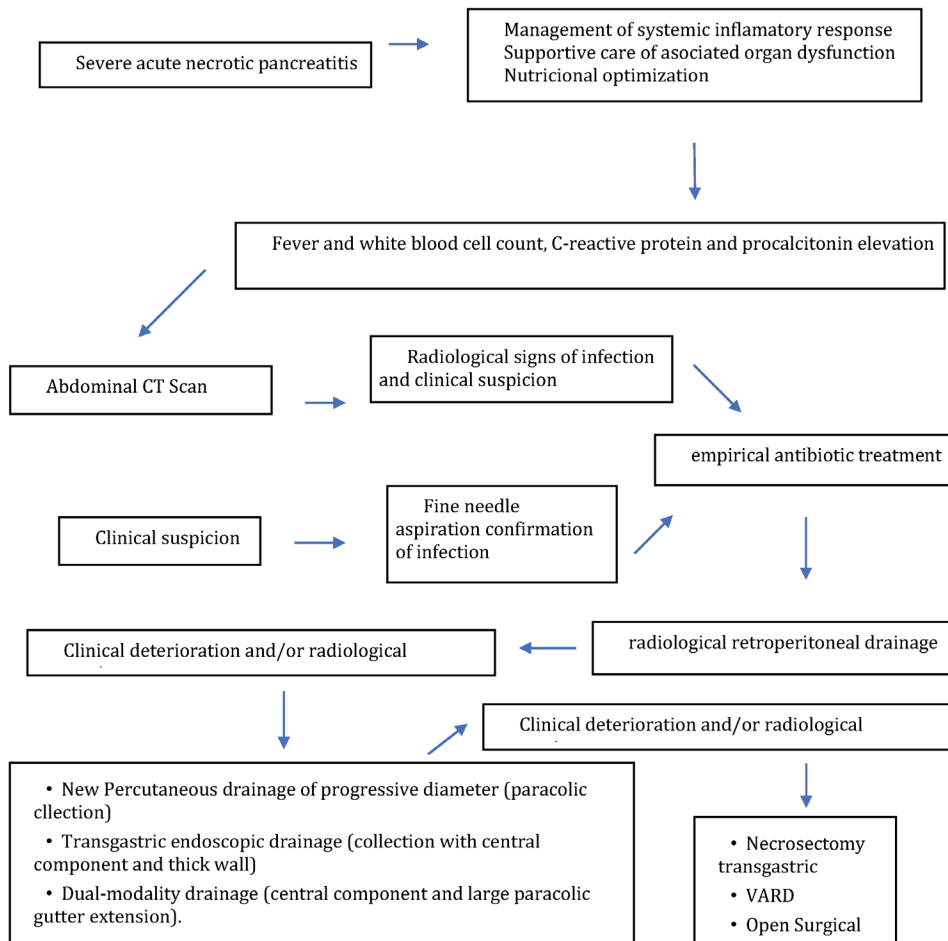 Severe acute necrotic pancreatitis
Management of systemic inflamatory response
Supportive care of asociated organ dysfunction
Nutricional optimization
Fever and white blood cell count, C-reactive protein and procalcitonin elevation
Abdominal CT Scan
Radiological signs of infection
and clinical suspicion
empirical antibiotic treatment
Clinical suspicion
Fine needle
aspiration confirmation
of infection
radiological retroperitoneal drainage
Clinical deterioration and/or radiological
Clinical deterioration and/or radiological
• New Percutaneous drainage of progressive diameter (paracolic
cllection)
• Transgastric endoscopic drainage (collection with central
component and thick wall)
• Dual-modality drainage (central component and large paracolic
gutter extension).
• Necrosectomy
transgastric
• VARD
• Open Surgical